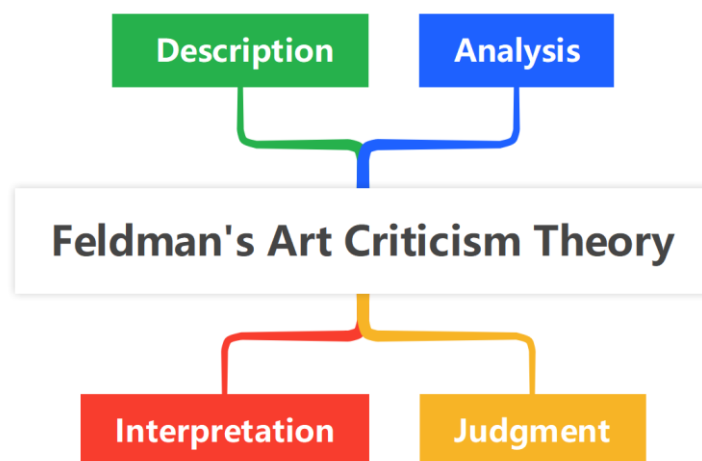 Description
Analysis
Feldman's Art Criticism Theory
Interpretation
Judgment